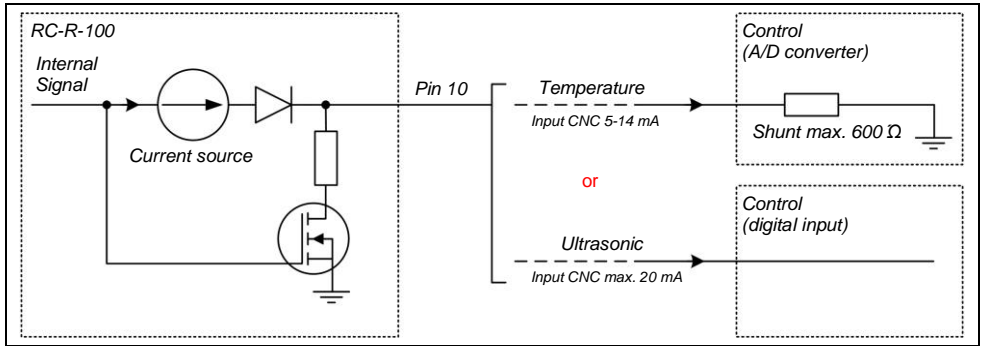 RC-R-100
Internal
Signal
Current source
Pin 10
Temperature
Input CNC 5-14 mA
or
Ultrasonic
Input CNC max. 20 mA
Control
(A/D converter)
Shunt max. 600 Ω
Control
(digital input)